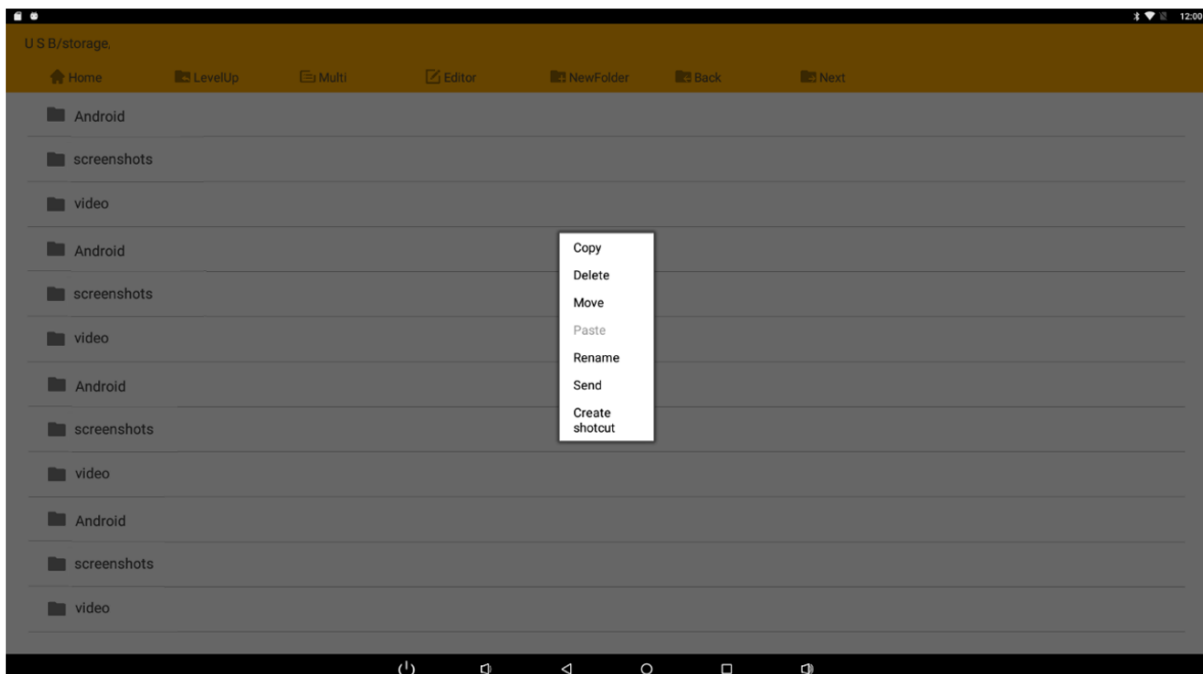 12:00
U S B/storage,
Home LevelUp Multi Editor NewFolder Back Next
Android
screenshots
video
Android
screenshots
video
Android
screenshots
video
Android
screenshots
video
Copy
Delete
Move
Paste
Rename
Send
Create
shotcut